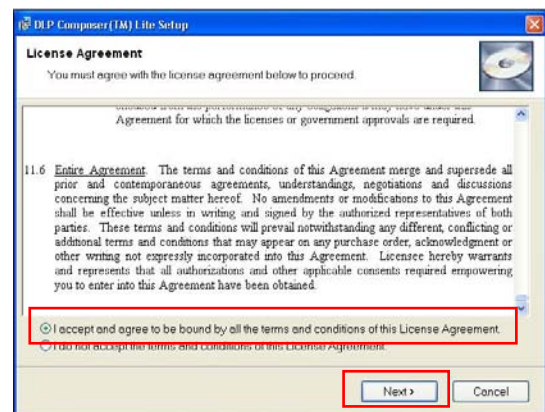 DLP Composer(TM) Lite Setup
License Agreement
You must agree with the license agreement below to proceed.
Agreement for which the licenses or government approvals are required.
11.6 Entire Agreement. The terms and conditions of this Agreement merge and supersede all
prior and contemporaneous agreements, understandings, negotiations and discussions
concerning the subject matter hereof. No amendments or modifications to this Agreement
shall be effective unless in writing and signed by the authorized representatives of both
parties. These terms and conditions will prevail notwithstanding any different, conflicting or
additional terms and conditions that may appear on any purchase order, acknowledgment or
other writing not expressly incorporated into this Agreement. Licensee hereby warrants
and represents that all authorizations and other applicable consents required empowering
you to enter into this Agreement have been obtained.
I accept and agree to be bound by all the terms and conditions of this License Agreement.
I do not accept the terms and conditions of this License Agreement.
Next >
Cancel